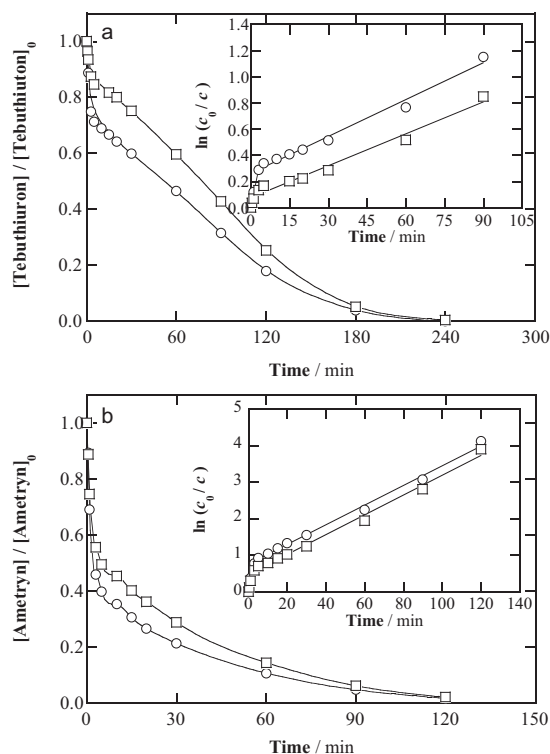 a
[Tebuthiuron] / [Tebuthiuton]₀
1.0
0.8
0.6
0.4
0.2
0.0
0 60 120 180 240 300
Time / min
ln (c₀/ c)
1.4
1.2
1.0
0.8
0.6
0.4
0.2
0.0
0 15 30 45 60 75 90 105
Time / min
b
[Ametryn] / [Ametryn]₀
1.0
0.8
0.6
0.4
0.2
0.0
0 30 60 90 120 150
Time / min
ln (c₀/ c)
5
4
3
2
1
0
0 20 40 60 80 100 120 140
Time / min